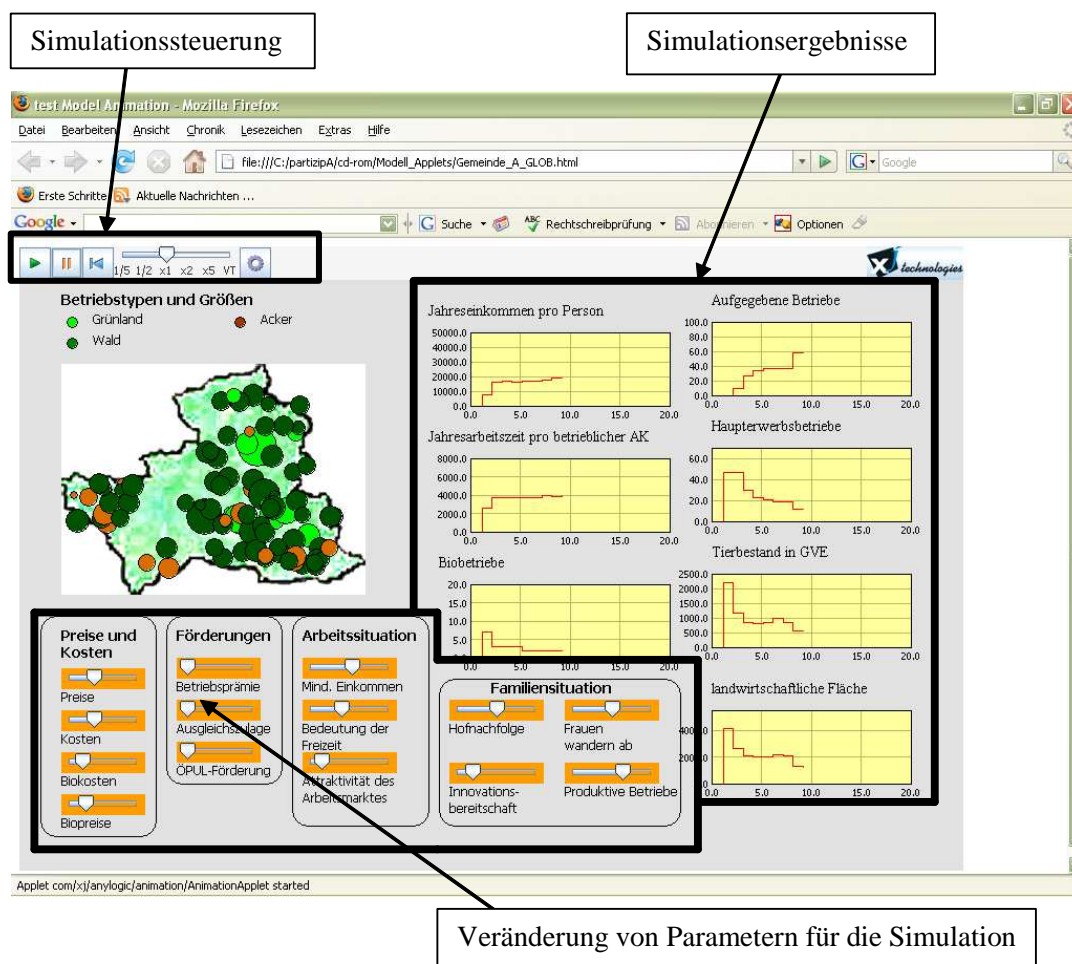 Simulationssteuerung
Simulationsergebnisse
test Model Animation - Mozilla Firefox
Datei Bearbeiten Ansicht Chronik Lesezeichen Extras Hilfe
file:///C:/partizipA/cd-rom/Modell_Applets/Gemeinde_A_GLOB.html
G Google
Erste Schritte Aktuelle Nachrichten ...
Google G Suche ABC Rechtschreibprüfung Optionen
1/5 1/2 x1 x2 x5 VT
X technologies
Betriebstypen und Größen
Grünland Acker
Wald
Jahreseinkommen pro Person
50000.0
40000.0
30000.0
20000.0
10000.0
0.0
0.0 5.0 10.0 15.0 20.0
Aufgegebene Betriebe
100.0
80.0
60.0
40.0
20.0
0.0
0.0 5.0 10.0 15.0 20.0
Jahresarbeitszeit pro betrieblicher AK
8000.0
6000.0
4000.0
2000.0
0.0
0.0 5.0 10.0 15.0 20.0
Haupterwerbsbetriebe
60.0
40.0
20.0
0.0
0.0 5.0 10.0 15.0 20.0
Biobetriebe
20.0
15.0
10.0
5.0
0.0 5.0 10.0 15.0 20.0
Tierbestand in GVE
2500.0
2000.0
1500.0
1000.0
500.0
0.0
0.0 5.0 10.0 15.0 20.0
landwirtschaftliche Fläche
0.0
5.0 10.0 15.0 20.0
Preise und
Kosten
Preise
Kosten
Biokosten
Biopreise
Förderungen
Betriebsprämie
Ausgleichszulage
ÖPUL-Förderung
Arbeitssituation
Mind. Einkommen
Bedeutung der
Freizeit
Attraktivität des
Arbeitsmarktes
Familiensituation
Hofnachfolge
Frauen
wandern ab
Innovations-
bereitschaft
Produktive Betriebe
Applet com/xj/anylogic/animation/AnimationApplet started
Veränderung von Parametern für die Simulation